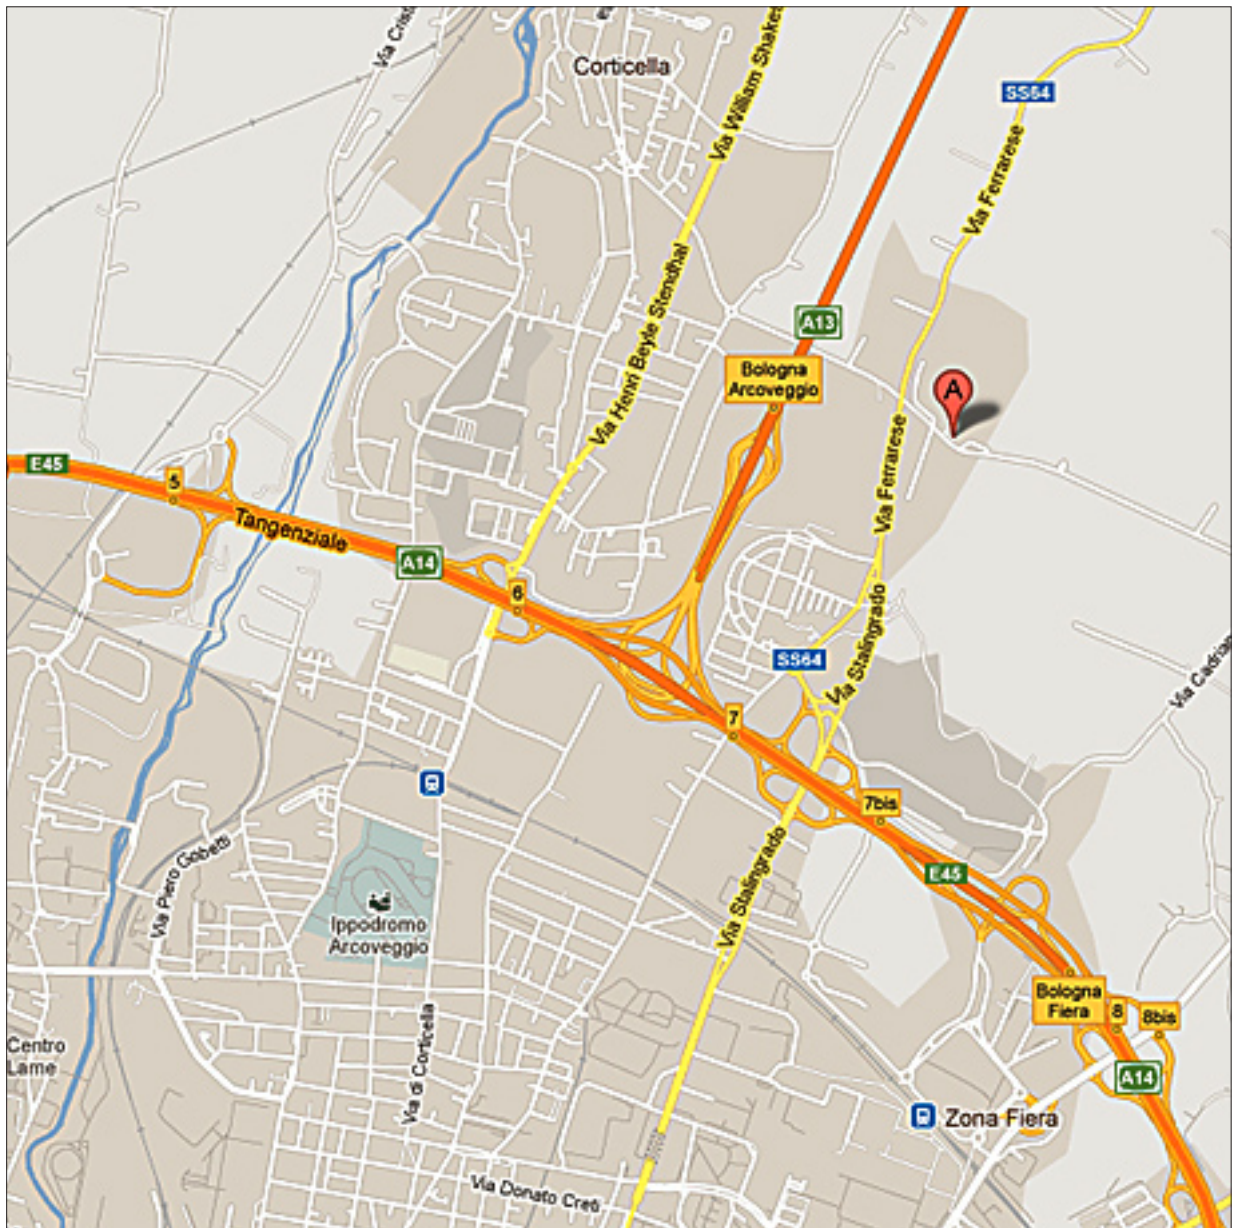 Via Crist
Corticella
Via William Shakes
SS64
Via Ferrarese
Via Henri Beyle Stendhal
A13
Bologna
Arcoveggio
A
Via Ferrarese
E45
5
Tangenziale
A14
6
Via Stalingrado
SS64
Via Cadrian
7
7bis
Via Piero Gobetti
E45
Via Stalingrado
Ippodromo
Arcoveggio
Bologna
Fiera
8
8bis
Centro
Lame
Via di Corticella
A14
Zona Fiera
Via Donato Creti